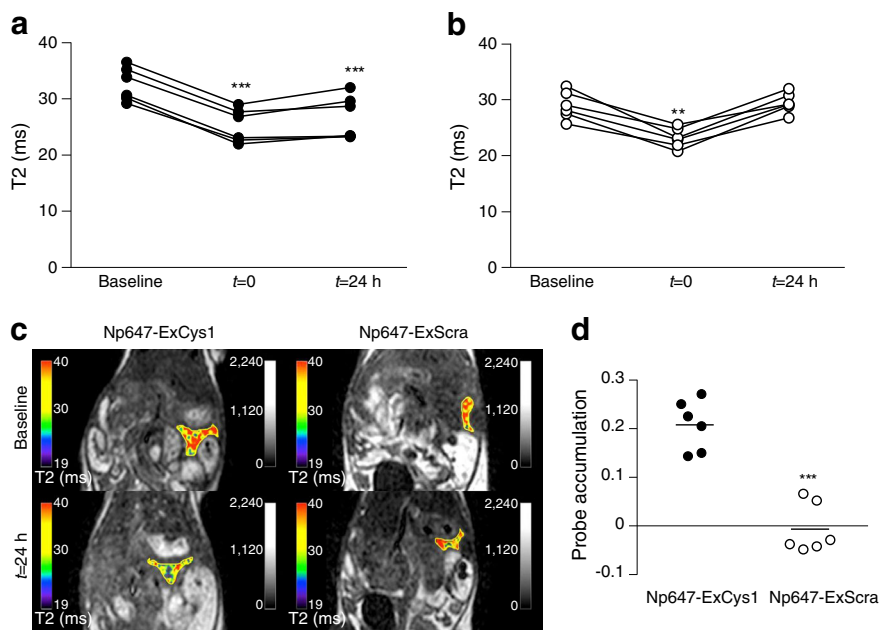 a
40
30
20
10
0
T2 (ms)
***
***
Baseline
t=0
t=24 h
b
40
30
20
10
0
T2 (ms)
**
Baseline
t=0
t=24 h
c
Np647-ExCys1
Np647-ExScra
Baseline
40
30
19
T2 (ms)
2,240
1,120
0
40
30
19
T2 (ms)
2,240
1,120
0
t=24 h
40
30
19
T2 (ms)
2,240
1,120
0
40
30
19
T2 (ms)
2,240
1,120
0
d
0.3
0.2
0.1
0
-0.1
Probe accumulation
***
Np647-ExCys1
Np647-ExScra